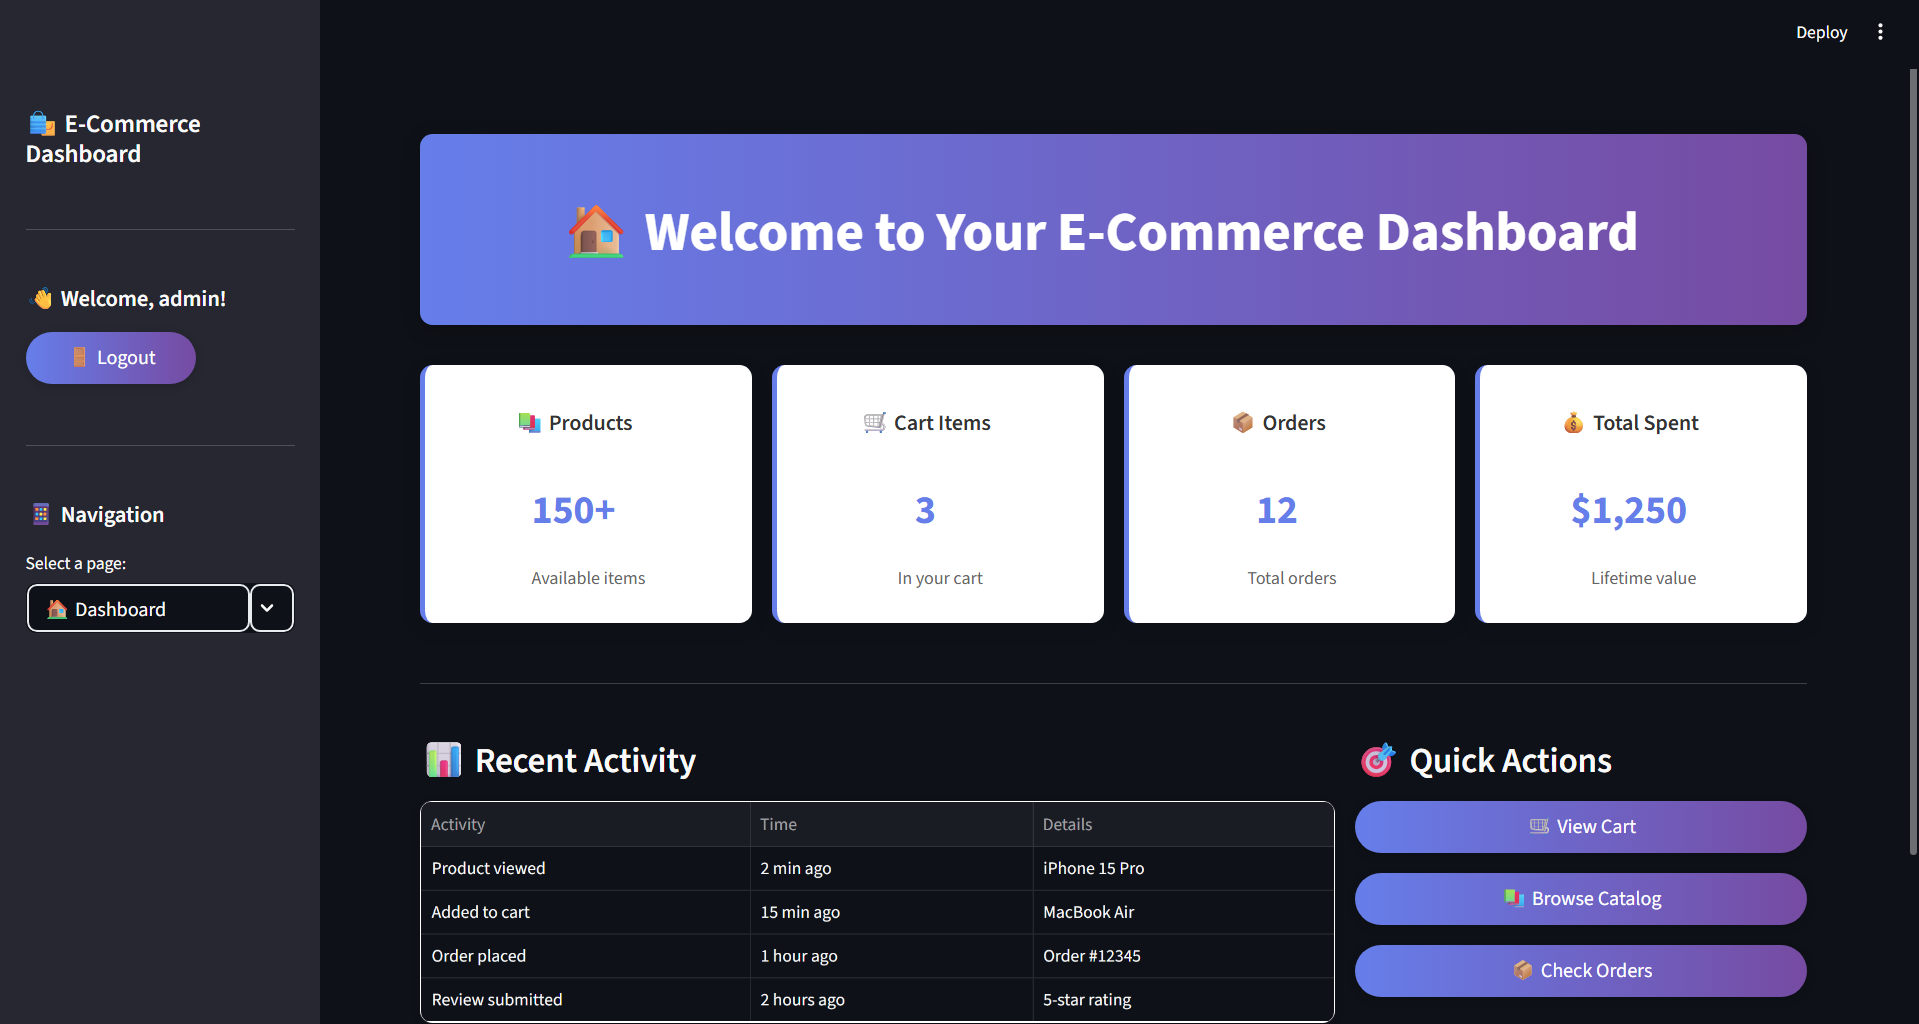 Deploy
E-Commerce
Dashboard
Welcome, admin!
Logout
Navigation
Select a page:
Dashboard
Welcome to Your E-Commerce Dashboard
Products
150+
Available items
Cart Items
3
In your cart
Orders
12
Total orders
Total Spent
$1,250
Lifetime value
Recent Activity
Activity Time Details
Product viewed 2 min ago iPhone 15 Pro
Added to cart 15 min ago MacBook Air
Order placed 1 hour ago Order #12345
Review submitted 2 hours ago 5-star rating
Quick Actions
View Cart
Browse Catalog
Check Orders